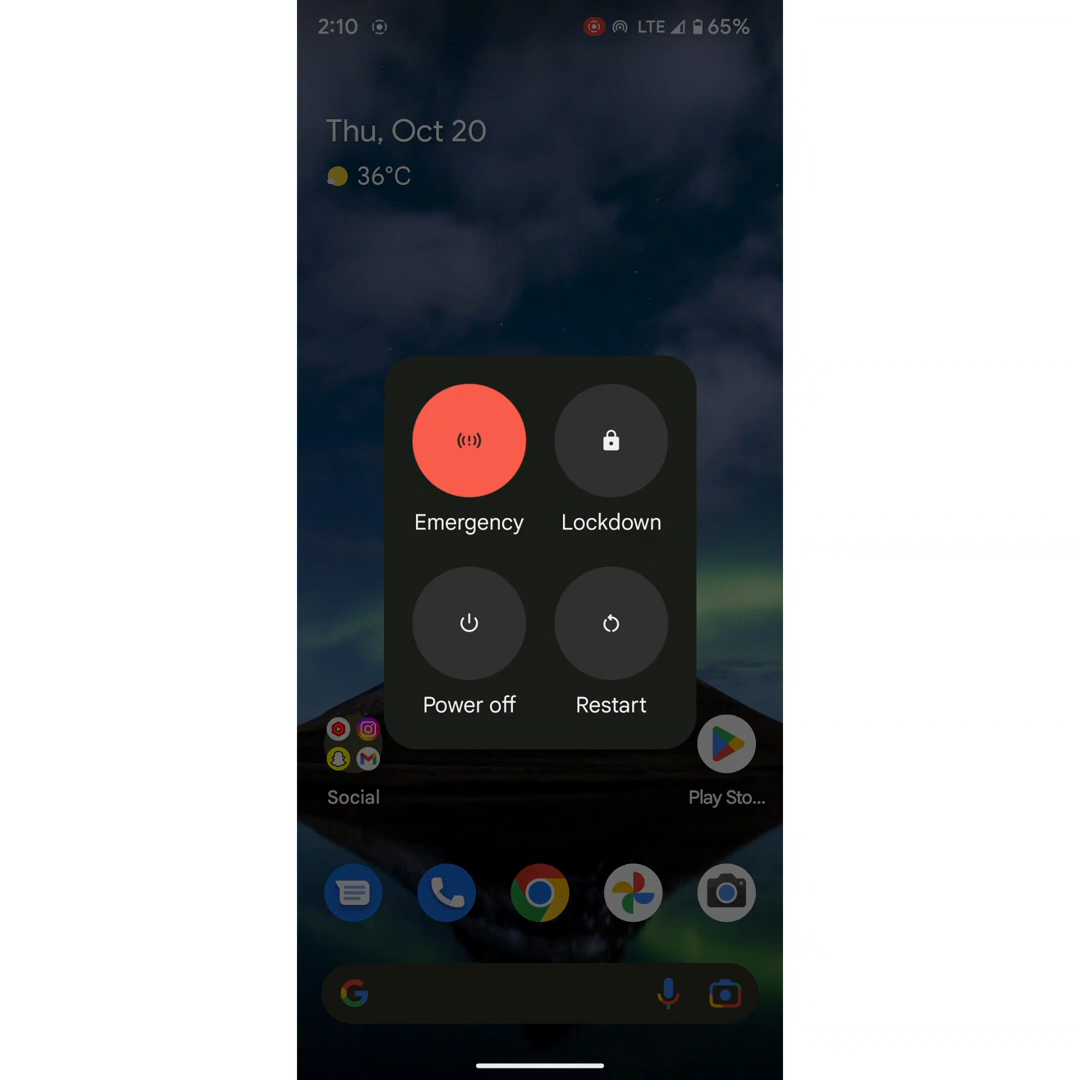 2:10 LTE 65%
Thu, Oct 20
36°C
Emergency Lockdown
Power off Restart
Social Play Sto...